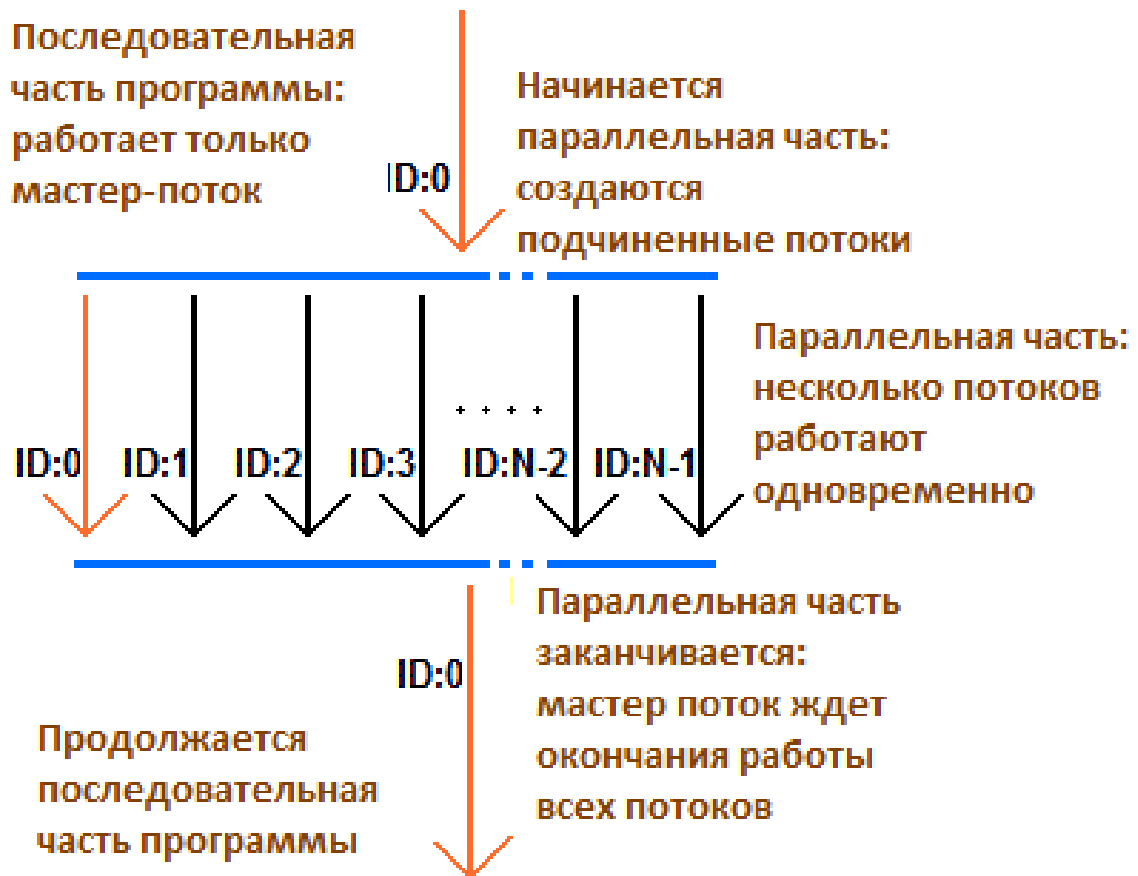 Последовательная
часть программы:
работает только
мастер-поток
ID:0
Начинается
параллельная часть:
создаются
подчиненные потоки
ID:0 ID:1 ID:2 ID:3 .... ID:N-2 ID:N-1
Параллельная часть:
несколько потоков
работают
одновременно
ID:0
Параллельная часть
заканчивается:
мастер поток ждет
окончания работы
всех потоков
Продолжается
последовательная
часть программы